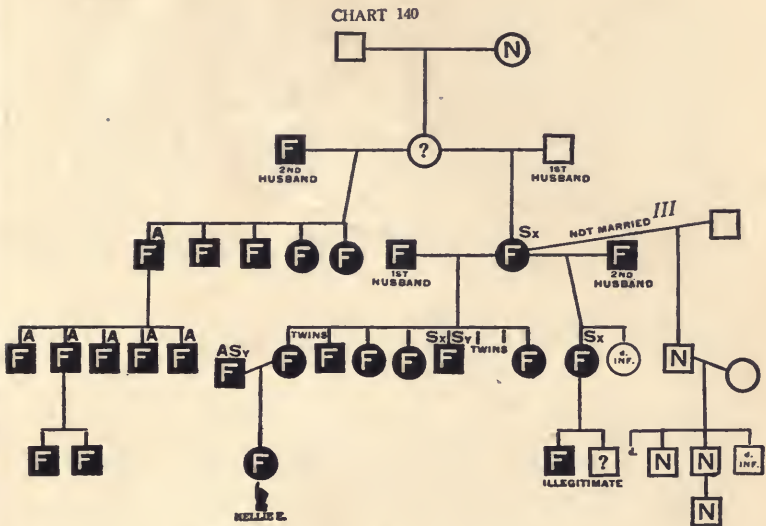 CHART 140
N
F ? 
2ND HUSBAND 1ST HUSBAND
A Sx NOT MARRIED III
F F F F F F F F
1ST HUSBAND 2ND HUSBAND
A A A A A ASY TWINS Sx SY TWINS Sx
F F F F F F F F F F F F F d. INF. N
F F F F ? d. N N d. INF.
ILLEGITIMATE
NELLIE E. N